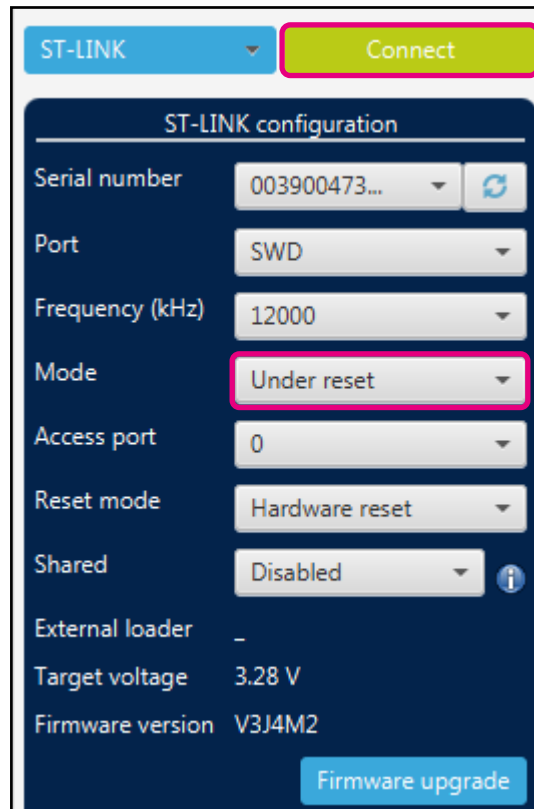 ST-LINK Connect
ST-LINK configuration
Serial number 003900473...
Port SWD
Frequency (kHz) 12000
Mode Under reset
Access port 0
Reset mode Hardware reset
Shared Disabled
External loader _
Target voltage 3.28 V
Firmware version V3J4M2
Firmware upgrade